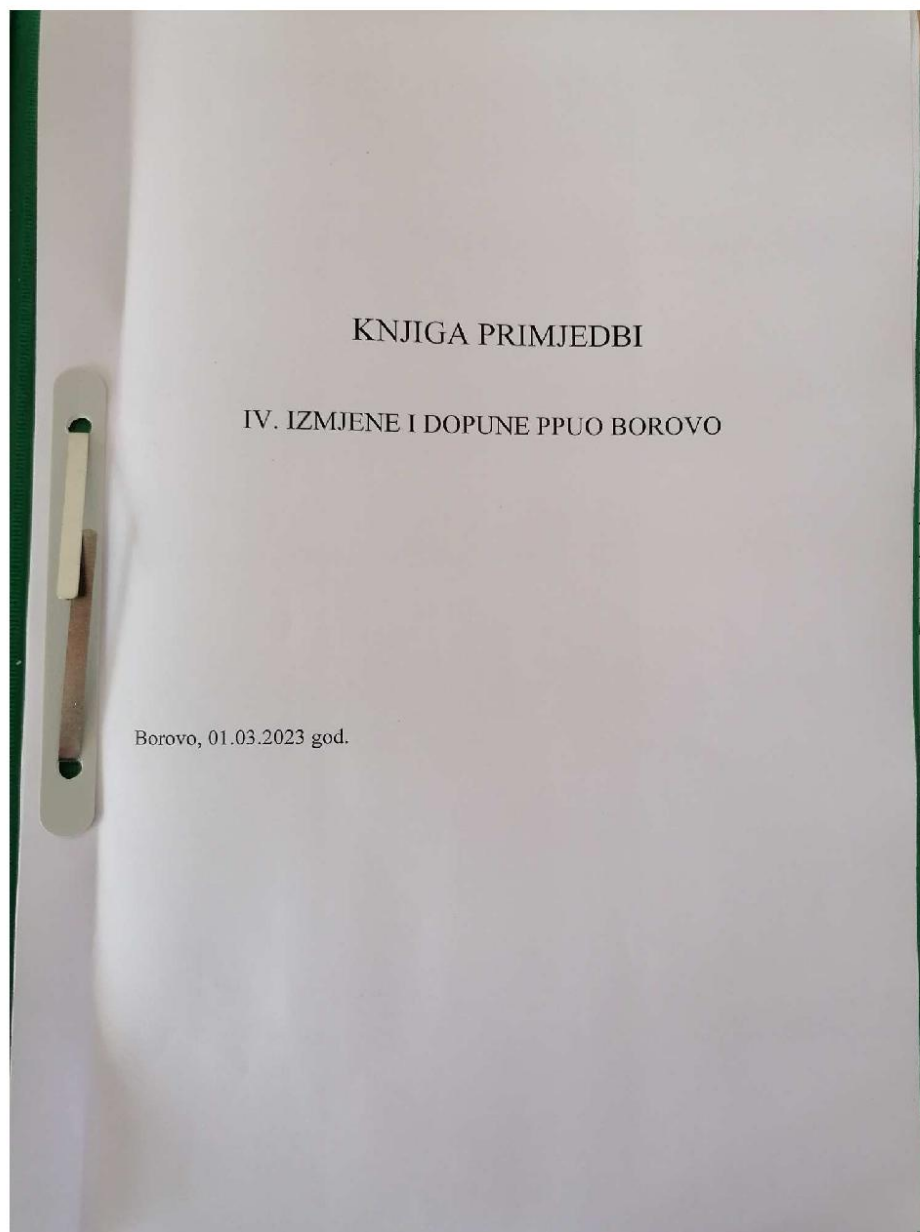 KNJIGA PRIMJEDBI
IV. IZMJENE I DOPUNE PPUO BOROVO
Borovo, 01.03.2023 god.